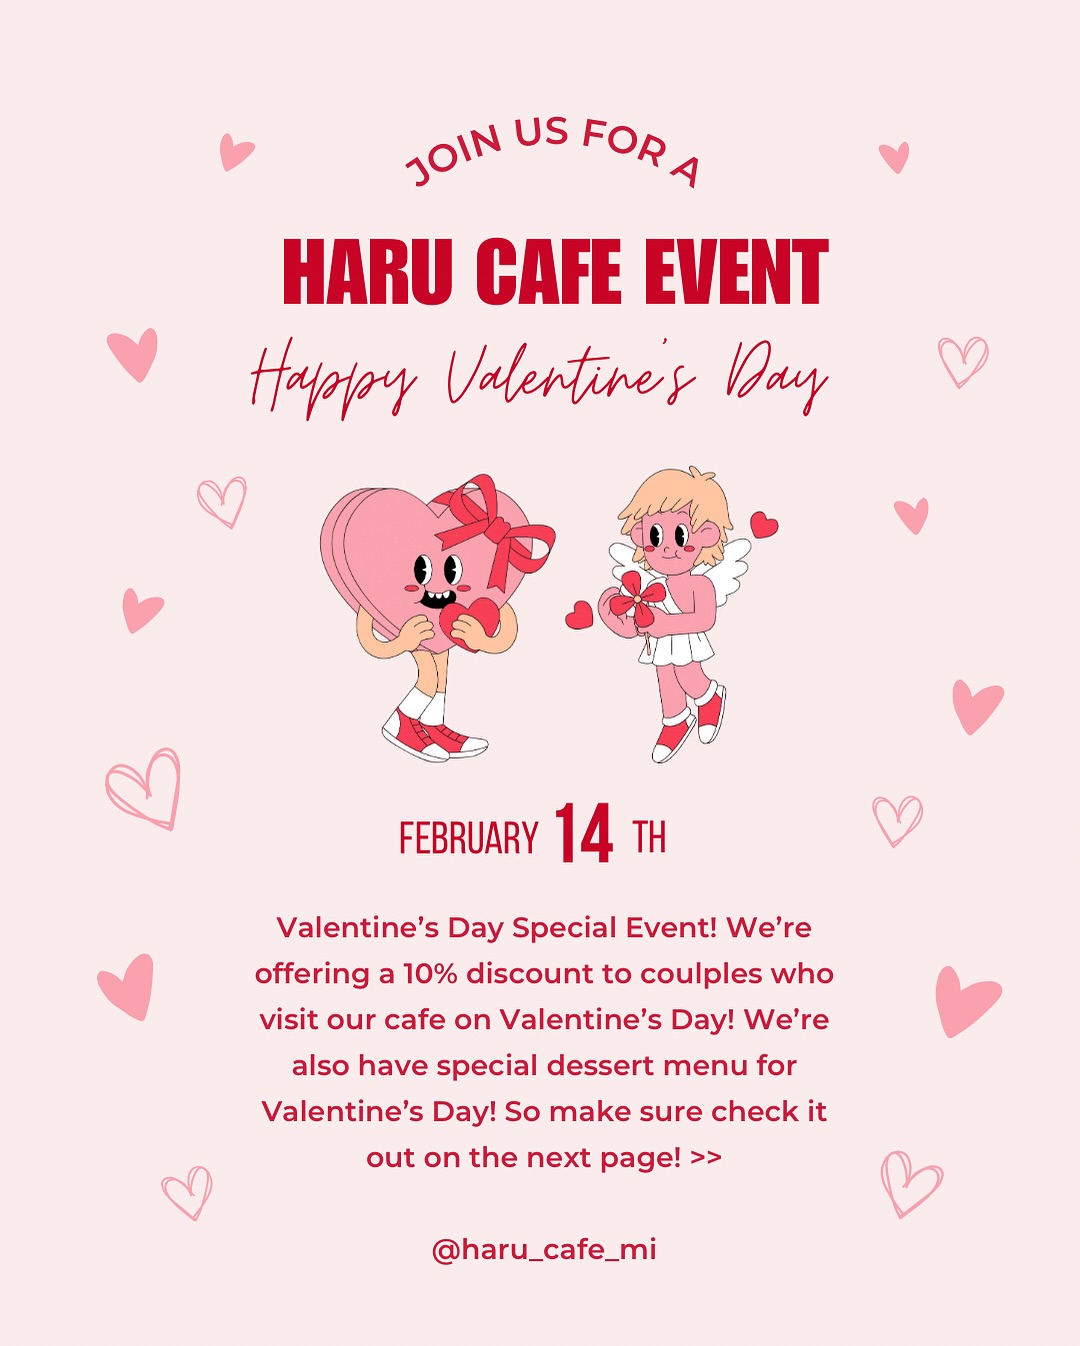 JOIN US FOR A
HARU CAFE EVENT
Happy Valentine's Day
FEBRUARY 14 TH
Valentine’s Day Special Event! We’re
offering a 10% discount to coulples who
visit our cafe on Valentine’s Day! We’re
also have special dessert menu for
Valentine’s Day! So make sure check it
out on the next page! >>
@haru_cafe_mi